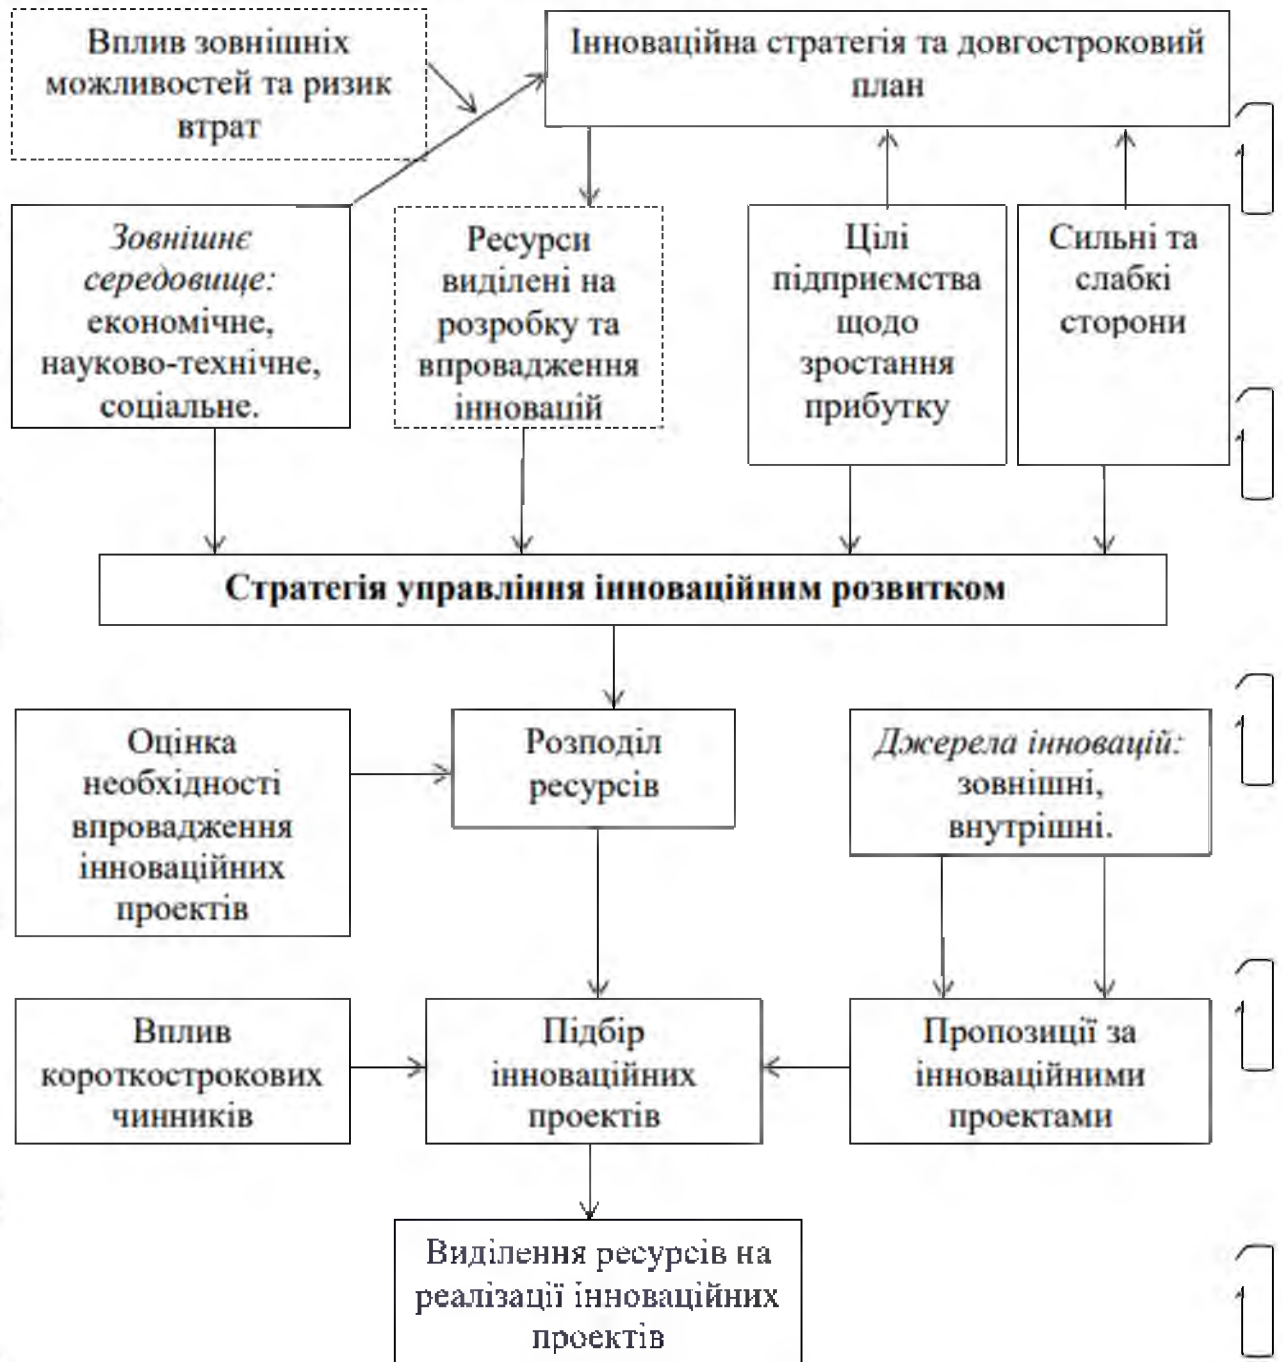 Вплив зовнішніх
можливостей та ризик
втрат
Інноваційна стратегія та довгостроковий
план
Зовнішнє
середовище:
економічне,
науково-технічне,
соціальне.
Ресурси
виділені на
розробку та
впровадження
інновацій
Цілі
підприємства
щодо
зростання
прибутку
Сильні та
слабкі
сторони
Стратегія управління інноваційним розвитком
Оцінка
необхідності
впровадження
інноваційних
проектів
Розподіл
ресурсів
Джерела інновацій:
зовнішні,
внутрішні.
Вплив
короткострокових
чинників
Підбір
інноваційних
проектів
Пропозиції за
інноваційними
проектами
Виділення ресурсів на
реалізації інноваційних
проектів